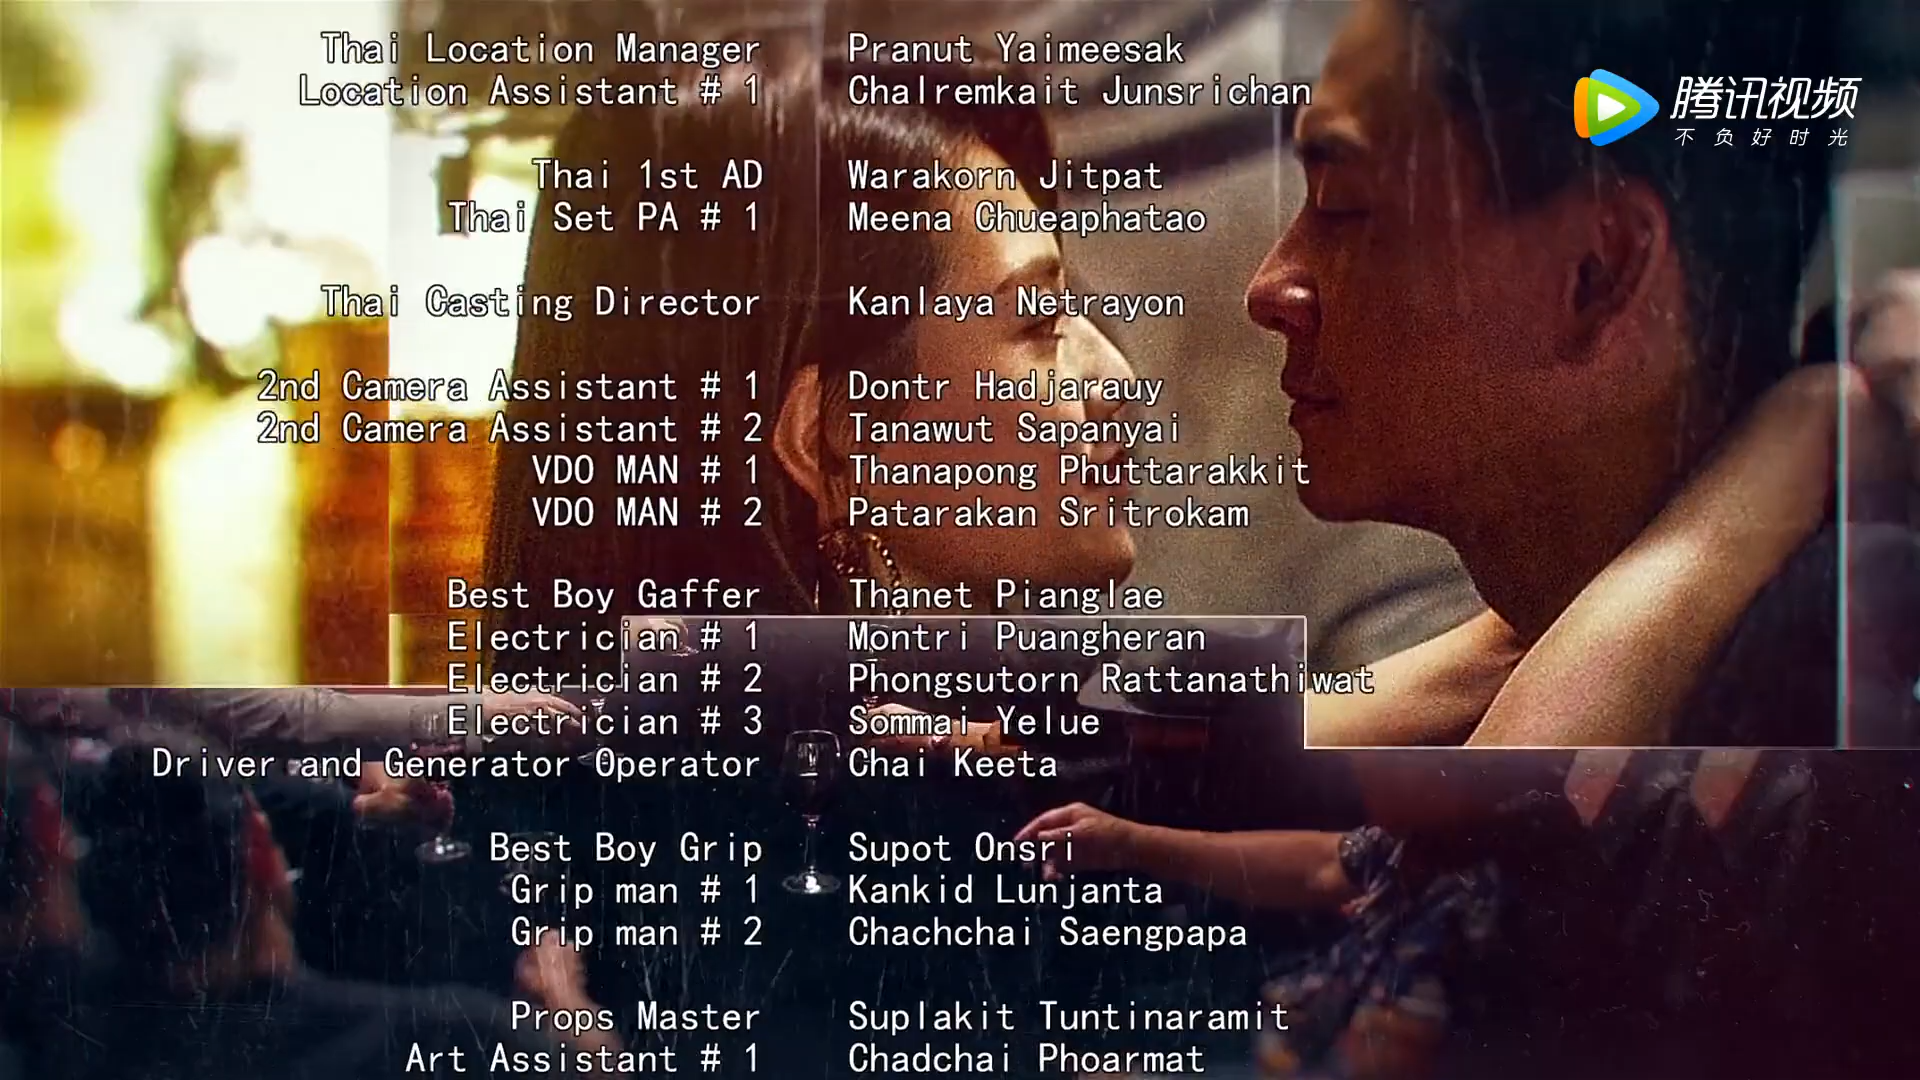 Thai Location Manager Pranut Yaimeesak
Location Assistant # 1 Chalremkait Junsrichan
腾讯视频
不负好时光
Thai 1st AD Warakorn Jitpat
Thai Set PA # 1 Meena Chueaphatao
Thai Casting Director Kanlaya Netrayon
2nd Camera Assistant # 1 Dontr Hadjarauy
2nd Camera Assistant # 2 Tanawut Sapanyai
VDO MAN # 1 Thanapong Phuttarakkit
VDO MAN # 2 Patarakan Sritrokam
Best Boy Gaffer Thanet Pianglae
Electrician # 1 Montri Puangheran
Electrician # 2 Phongsutorn Rattanathiwat
Electrician # 3 Sommai Yelue
Driver and Generator Operator Chai Keeta
Best Boy Grip Supot Onsri
Grip man # 1 Kankid Lunjanta
Grip man # 2 Chachchai Saengpapa
Props Master Suplakit Tuntinaramit
Art Assistant # 1 Chadchai Phoarmat